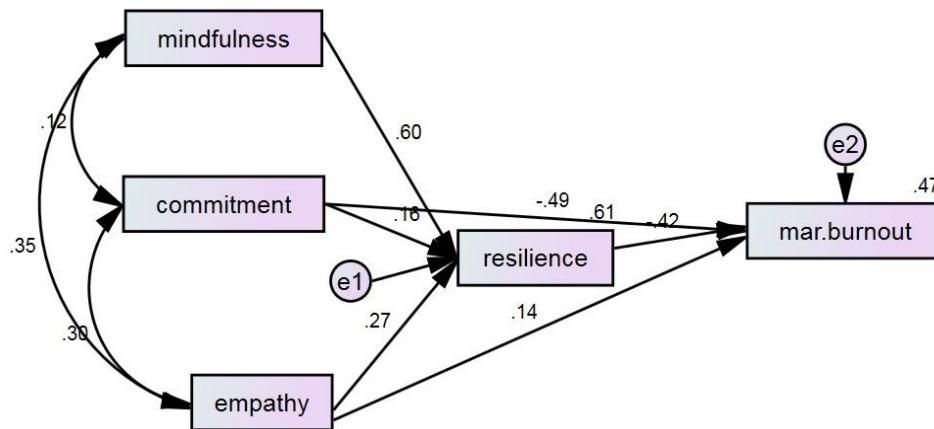 mindfulness
.12
.60
e2
commitment
-.49
.47
.16
.61
-.42
mar.burnout
.35
resilience
e1
.27
.14
.30
empathy